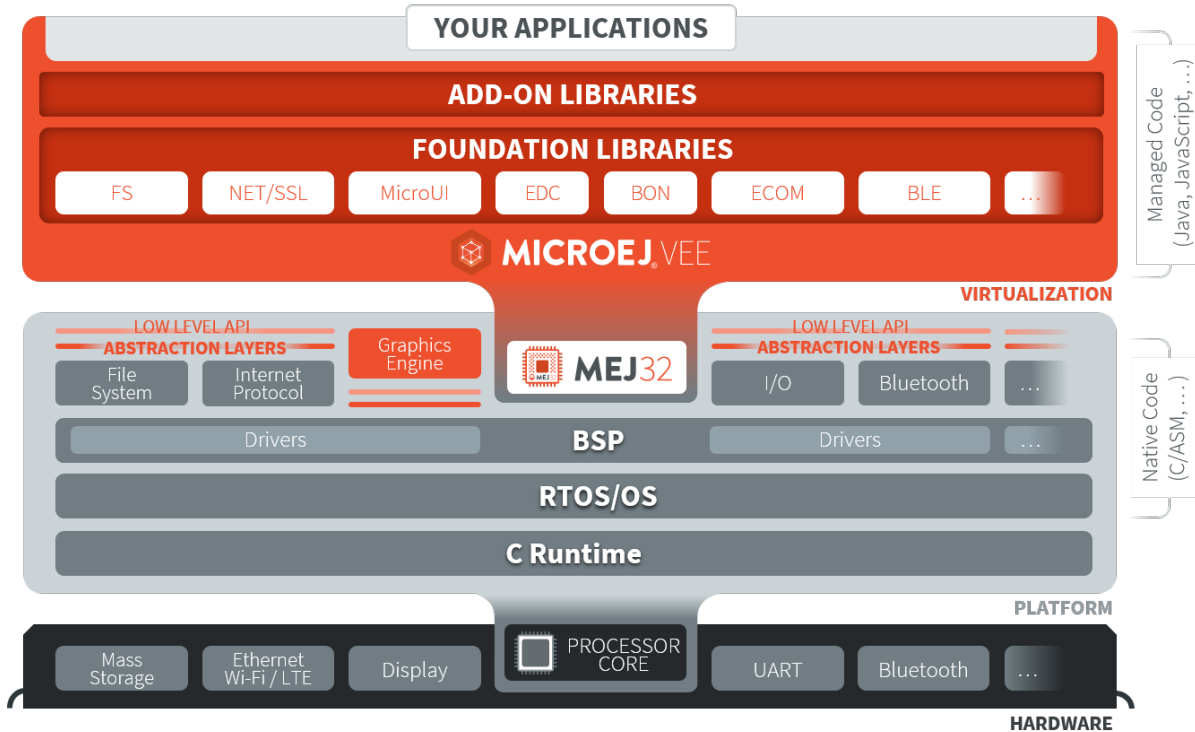 YOUR APPLICATIONS
ADD-ON LIBRARIES
FOUNDATION LIBRARIES
FS
NET/SSL
MicroUI
EDC
BON
ECOM
BLE
...
MICROEJ® VEE
Managed Code
(Java, JavaScript, ...)
VIRTUALIZATION
LOW LEVEL API
ABSTRACTION LAYERS
File
System
Internet
Protocol
Graphics
Engine
MEJ
MEJ32
LOW LEVEL API
ABSTRACTION LAYERS
I/O
Bluetooth
...
Drivers
BSP
Drivers
...
RTOS/OS
C Runtime
Native Code
(C/ASM, ...)
PLATFORM
Mass
Storage
Ethernet
Wi-Fi / LTE
Display
PROCESSOR
CORE
UART
Bluetooth
...
HARDWARE